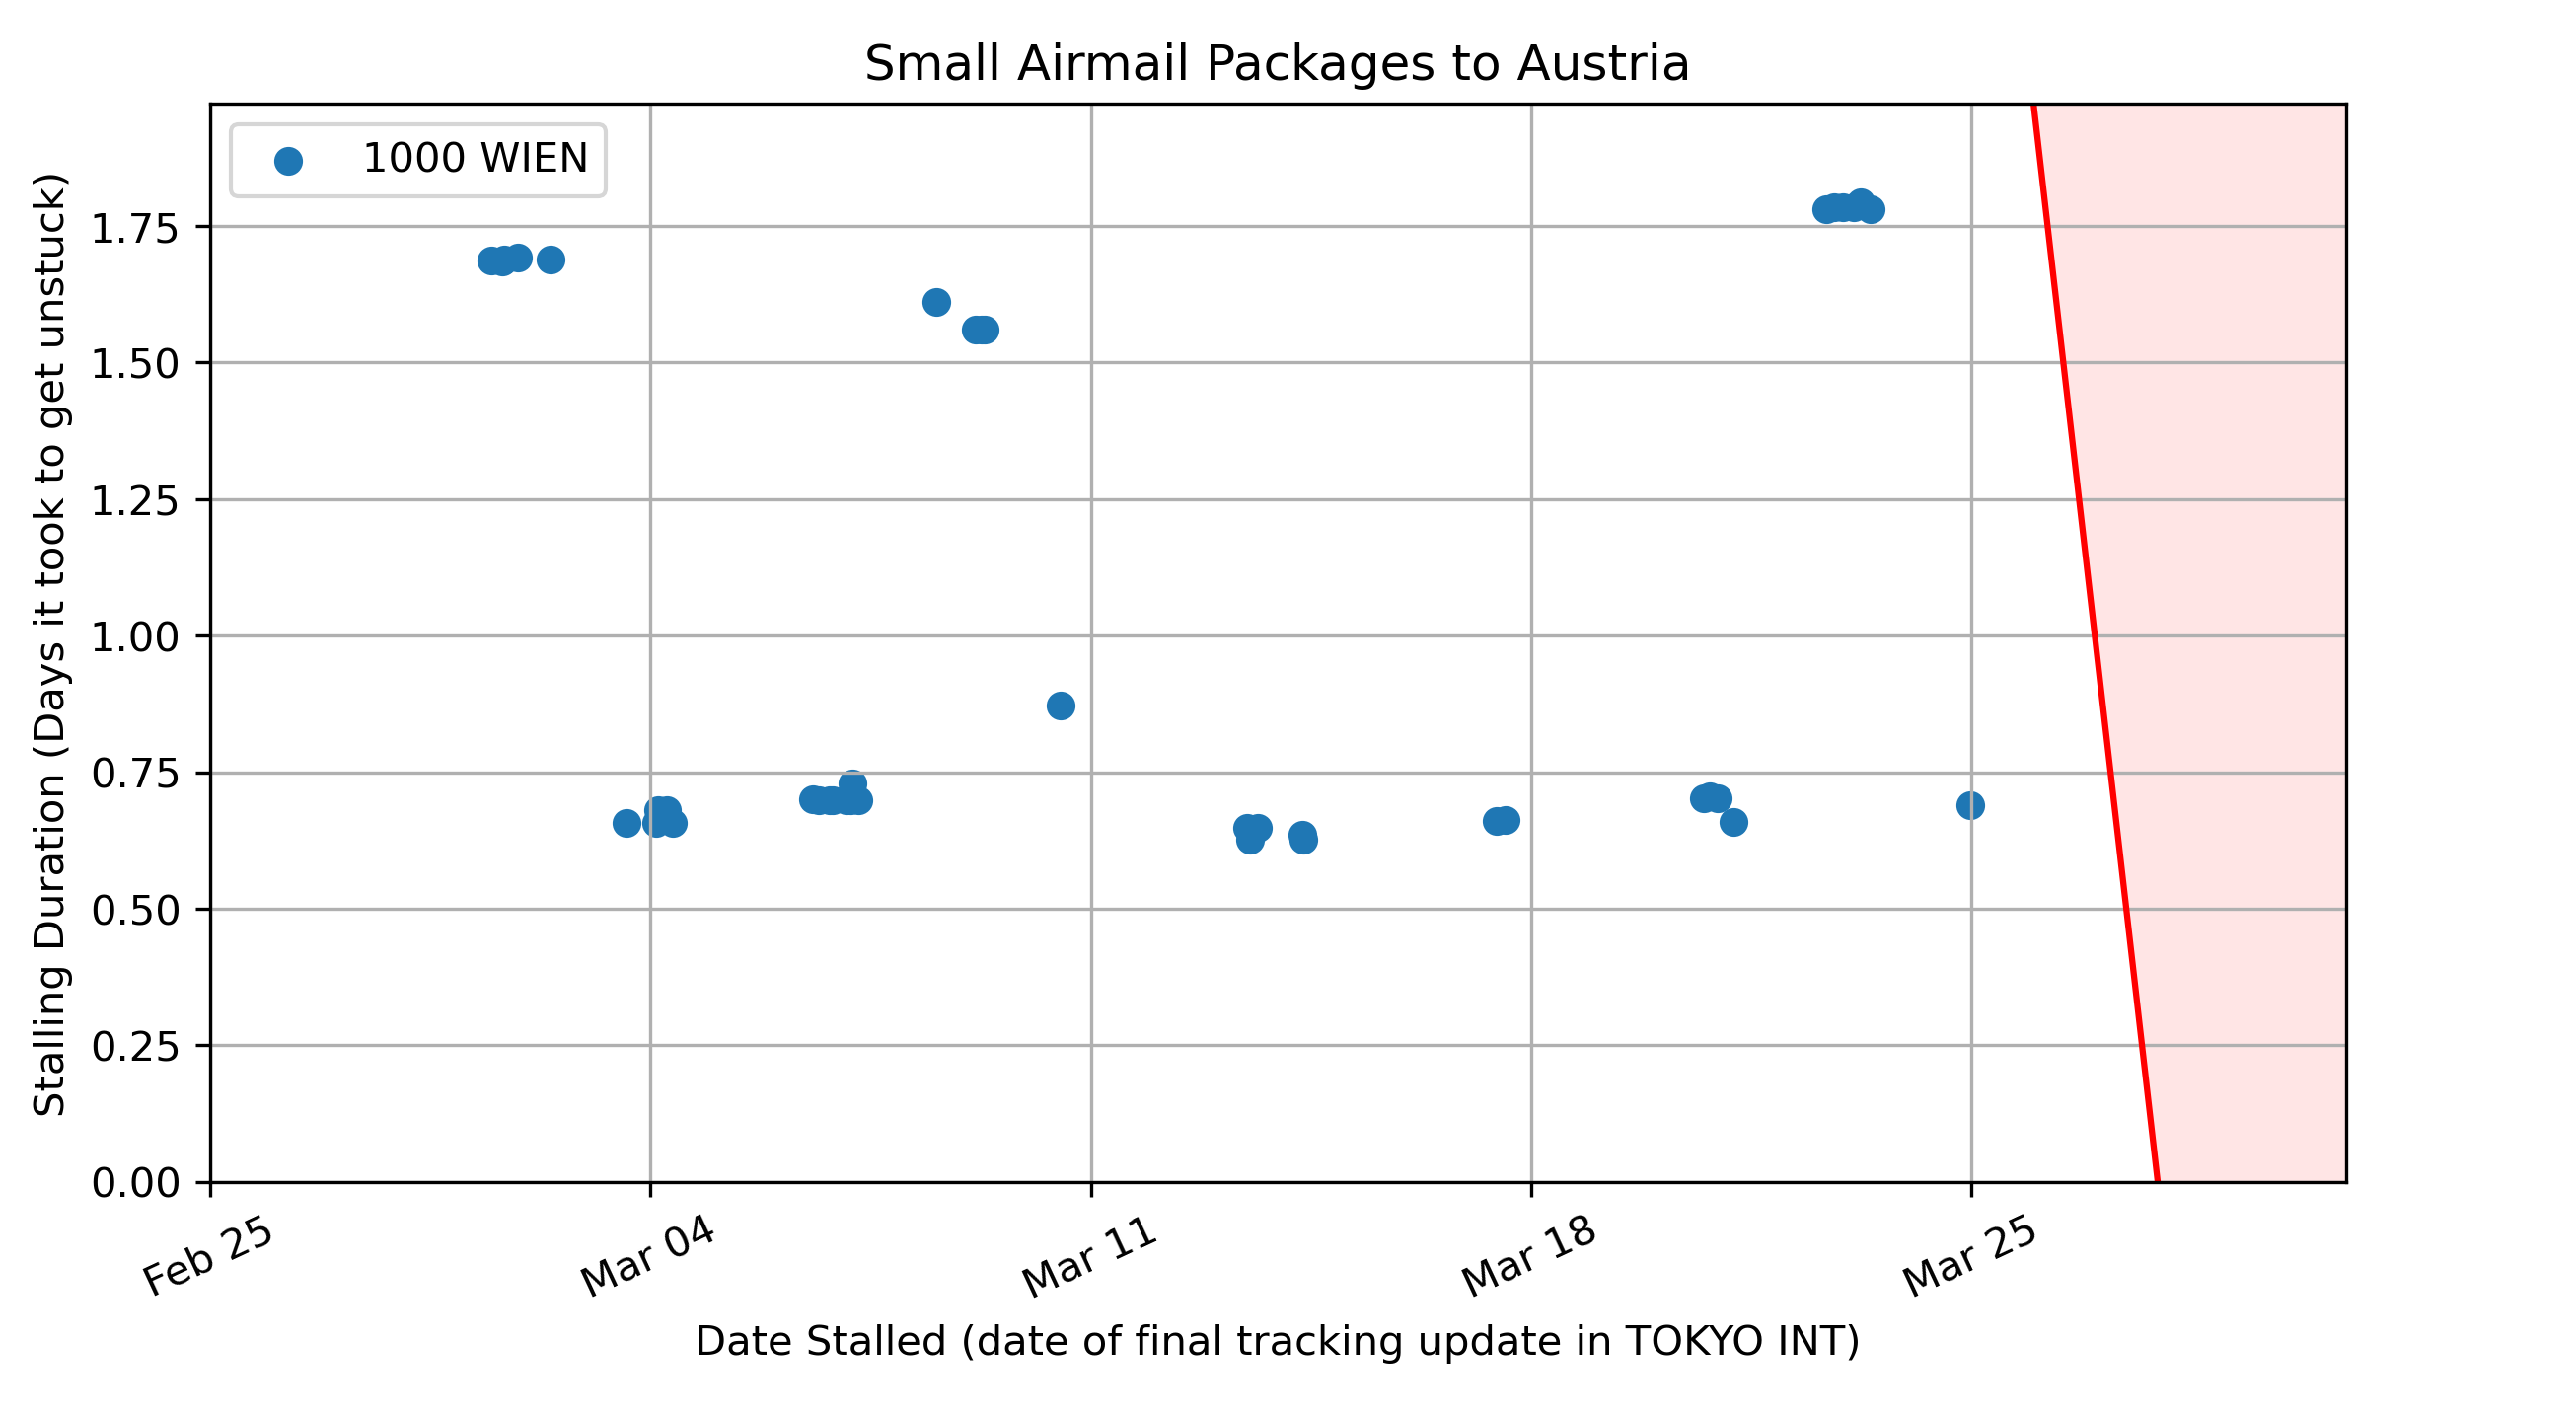 Small Airmail Packages to Austria
1000 WIEN
Stalling Duration (Days it took to get unstuck)
1.75
1.50
1.25
1.00
0.75
0.50
0.25
0.00
Feb 25
Mar 04
Mar 11
Mar 18
Mar 25
Date Stalled (date of final tracking update in TOKYO INT)